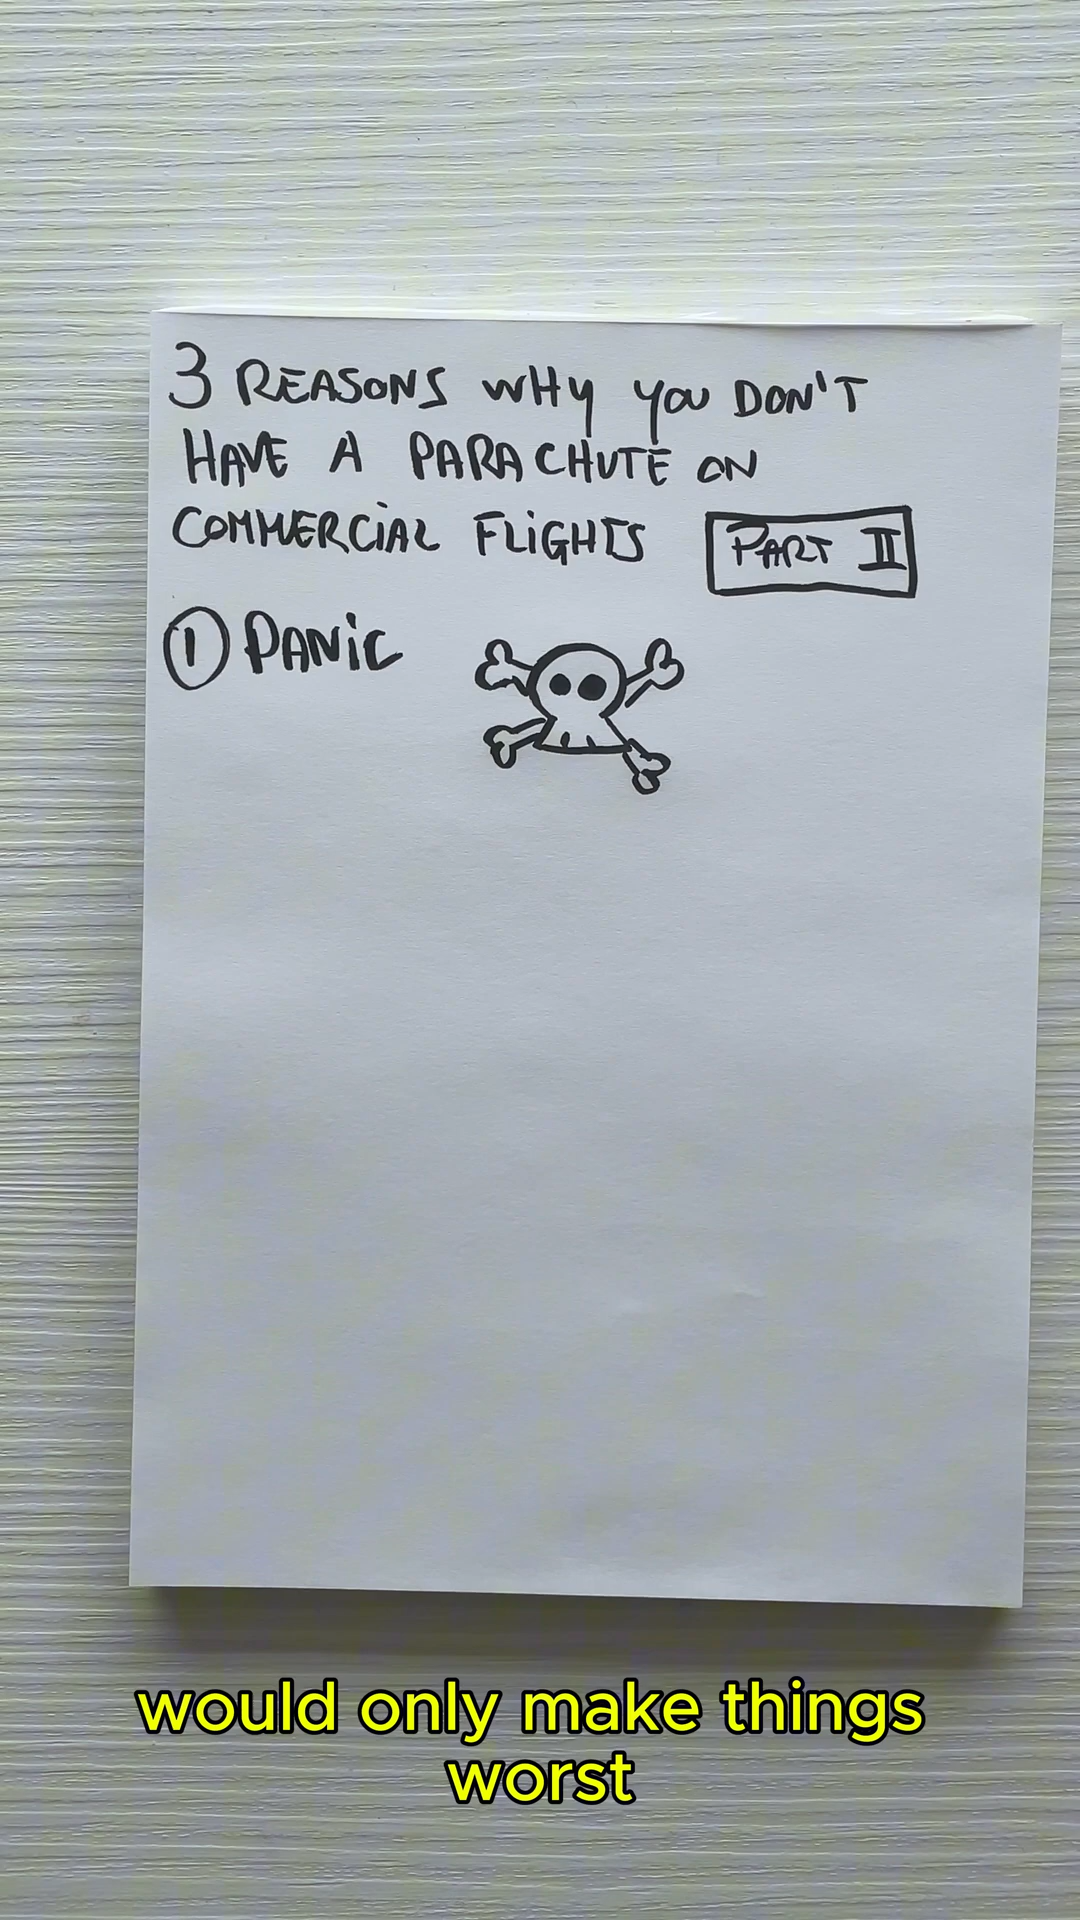 3 REASONS WHY YOU DON'T
HAVE A PARACHUTE ON
COMMERCIAL FLIGHTS PART II
1 PANIC
would only make things
worst